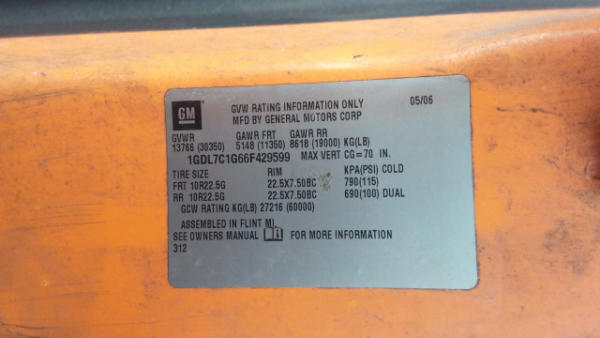 GM
GVW RATING INFORMATION ONLY 05/06
MFD BY GENERAL MOTORS CORP
GVWR GAWR FRT GAWR RR
13766 (30350) 5148 (11350) 8618 (19000) KG(LB)
1GDL7C1G66F429599 MAX VERT CG=70 IN.
TIRE SIZE RIM KPA(PSI) COLD
FRT 10R22.5G 22.5X7.50BC 790(115)
RR 10R22.5G 22.5X7.50BC 690(100) DUAL
GCW RATING KG(LB) 27216 (60000)
ASSEMBLED IN FLINT MI.
SEE OWNERS MANUAL FOR MORE INFORMATION
312